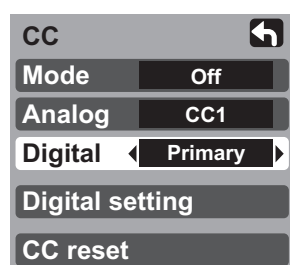 CC
Mode Off
Analog CC1
Digital Primary
Digital setting
CC reset